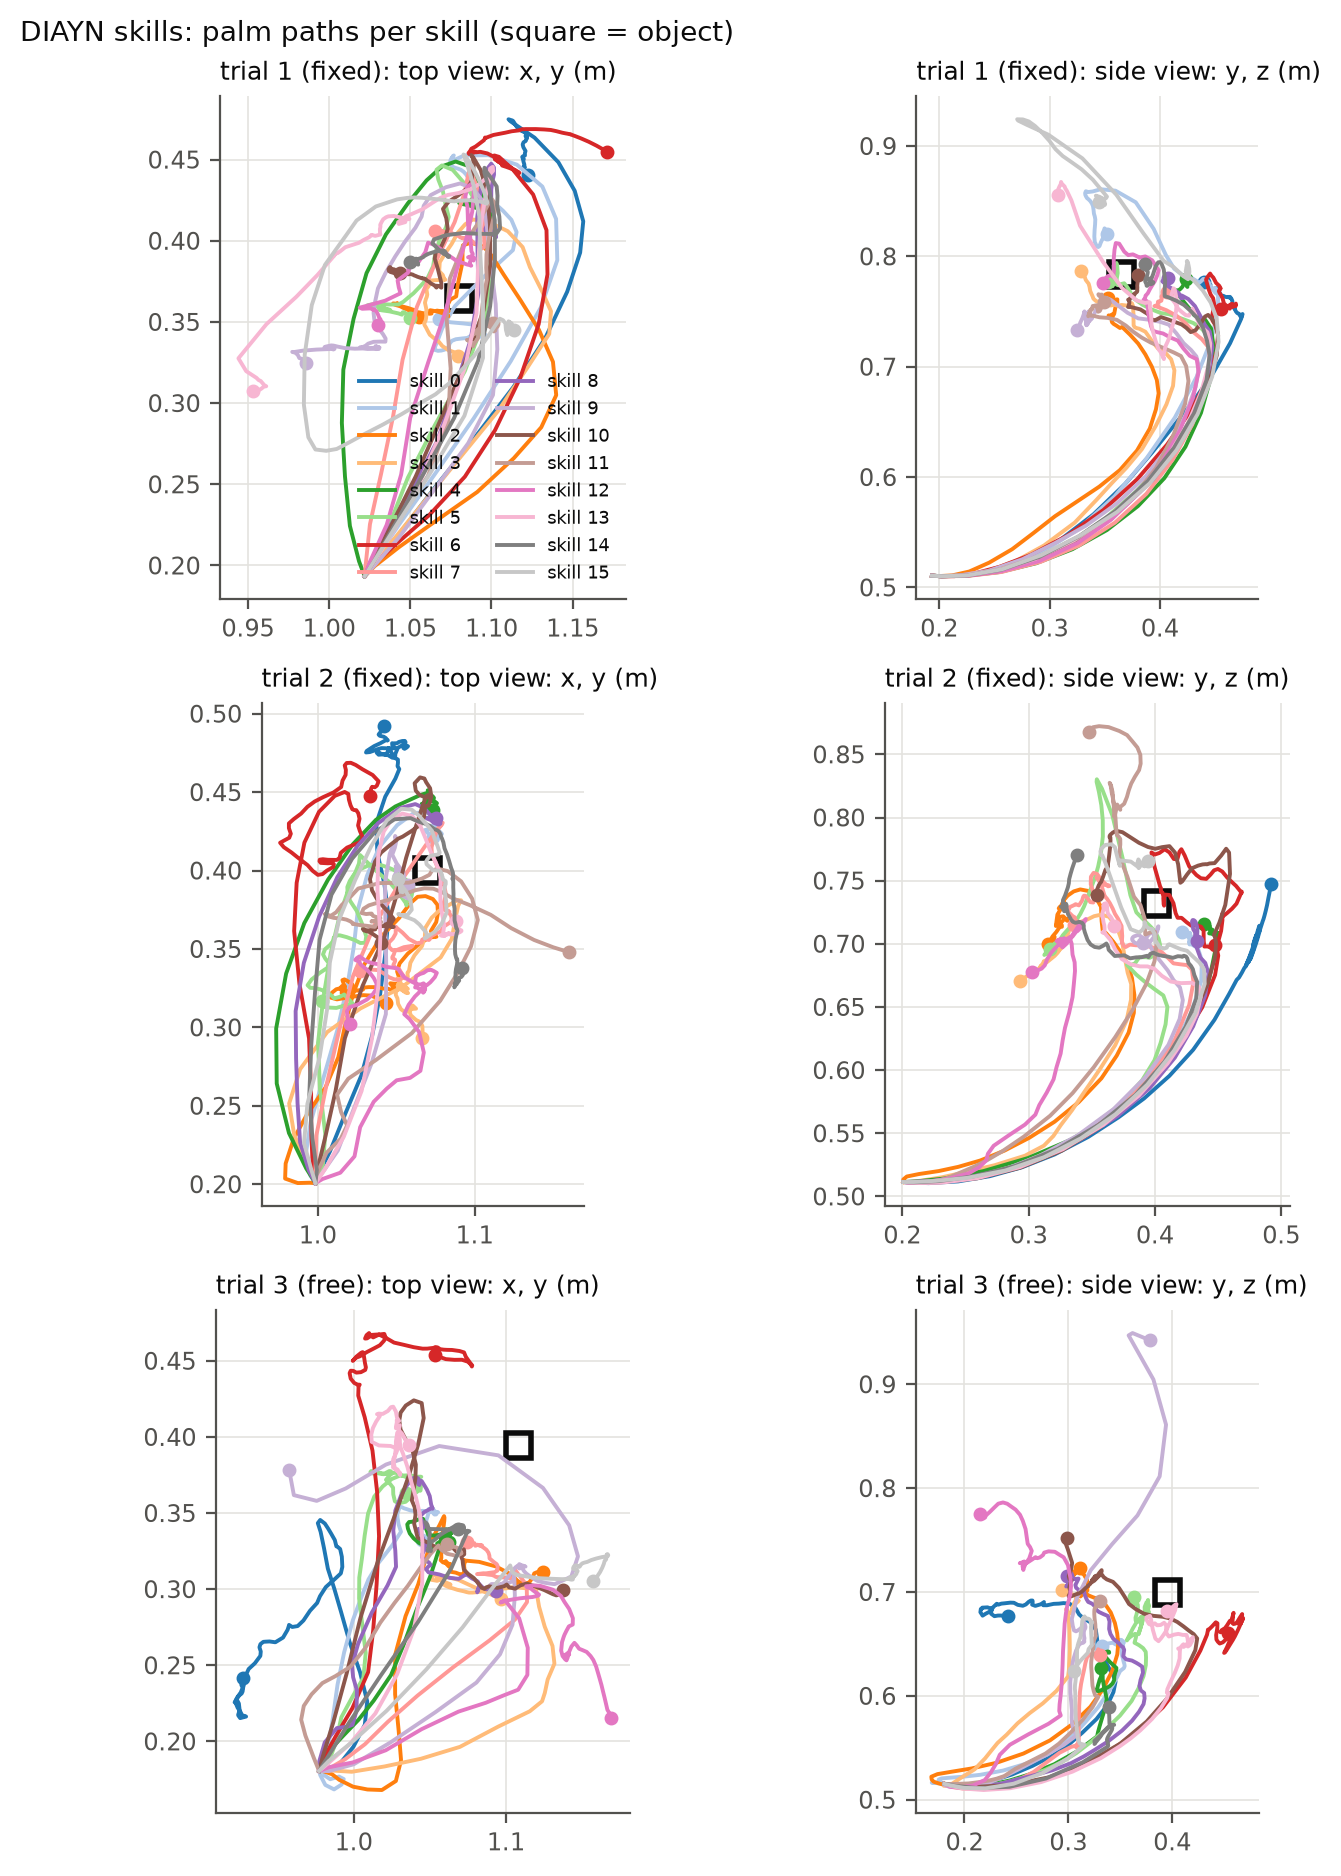 DIAYN skills: palm paths per skill (square = object)
trial 1 (fixed): top view: x, y (m)
0.45
0.40
0.35
0.30
0.25
0.20
0.95 1.00 1.05 1.10 1.15
skill 0 skill 8
skill 1 skill 9
skill 2 skill 10
skill 3 skill 11
skill 4 skill 12
skill 5 skill 13
skill 6 skill 14
skill 7 skill 15
trial 1 (fixed): side view: y, z (m)
0.9
0.8
0.7
0.6
0.5
0.2 0.3 0.4
trial 2 (fixed): top view: x, y (m)
0.50
0.45
0.40
0.35
0.30
0.25
0.20
1.0 1.1
trial 2 (fixed): side view: y, z (m)
0.85
0.80
0.75
0.70
0.65
0.60
0.55
0.50
0.2 0.3 0.4 0.5
trial 3 (free): top view: x, y (m)
0.45
0.40
0.35
0.30
0.25
0.20
1.0 1.1
trial 3 (free): side view: y, z (m)
0.9
0.8
0.7
0.6
0.5
0.2 0.3 0.4